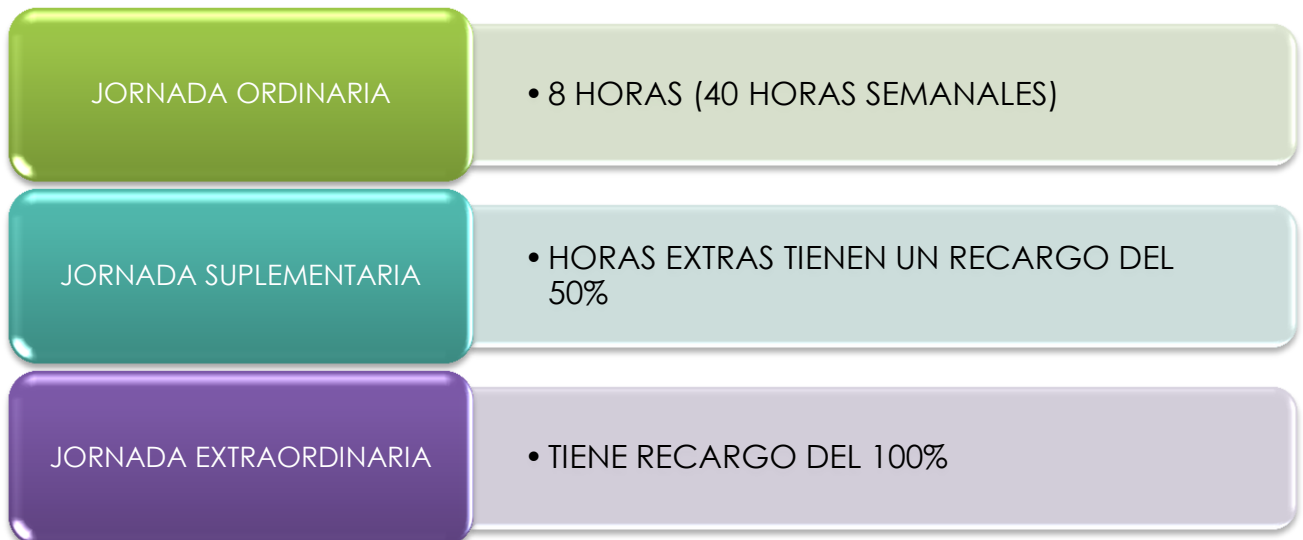 JORNADA ORDINARIA
• 8 HORAS (40 HORAS SEMANALES)
JORNADA SUPLEMENTARIA
• HORAS EXTRAS TIENEN UN RECARGO DEL
50%
JORNADA EXTRAORDINARIA
• TIENE RECARGO DEL 100%